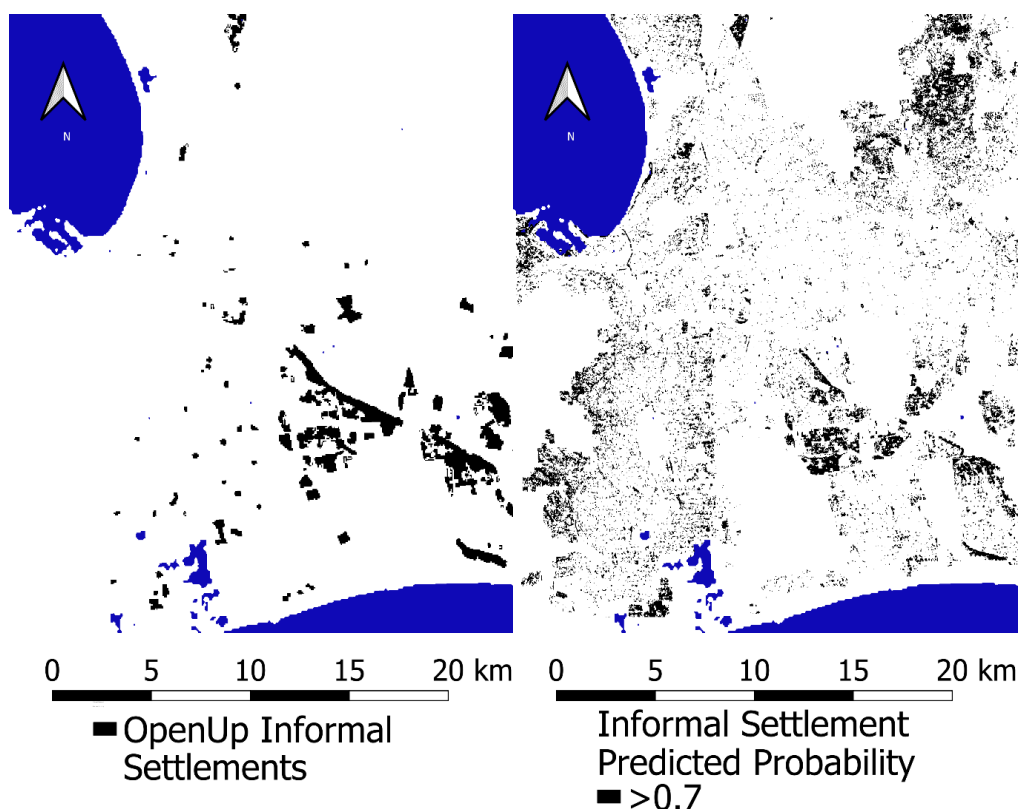 N
N
0 5 10 15 20 km
0 5 10 15 20 km
OpenUp Informal
Settlements
Informal Settlement
Predicted Probability
>0.7